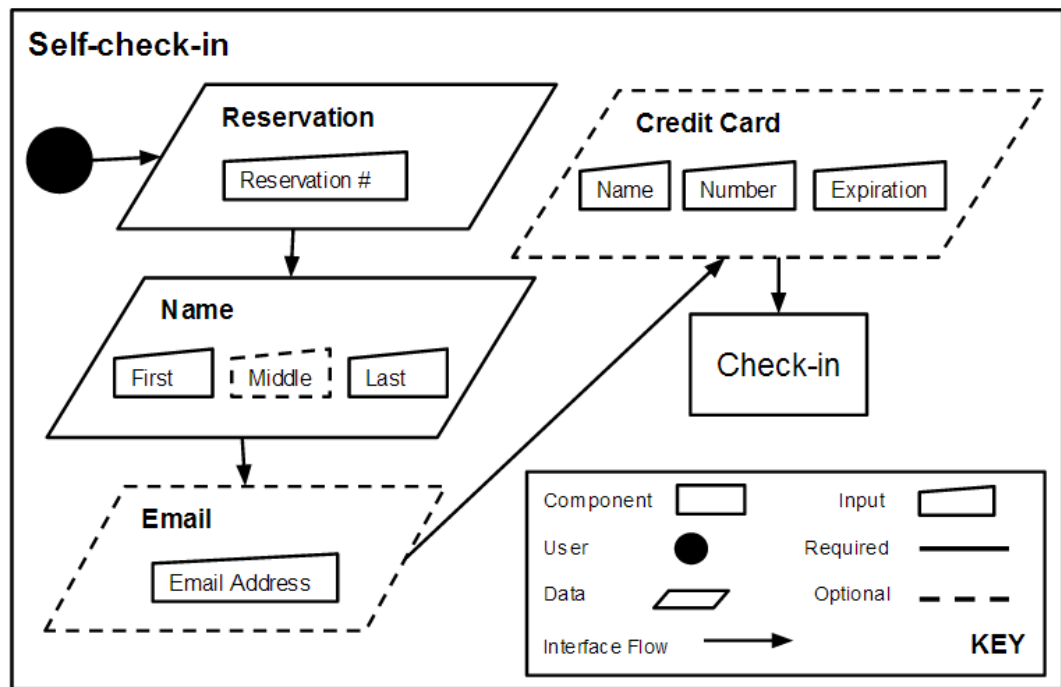 Self-check-in
Reservation
Reservation #
Name
First Middle Last
Email
Email Address
Credit Card
Name Number Expiration
Check-in
Component Input
User Required
Data Optional
Interface Flow KEY